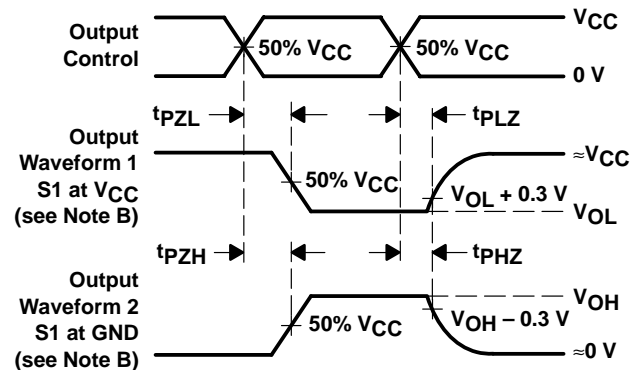 Output
Control
50% VCC
50% VCC
VCC
0 V
tPZL
tPLZ
Output
Waveform 1
S1 at VCC
(see Note B)
50% VCC
≈VCC
VOL + 0.3 V
VOL
tPZH
tPHZ
Output
Waveform 2
S1 at GND
(see Note B)
50% VCC
VOH
VOH – 0.3 V
≈0 V